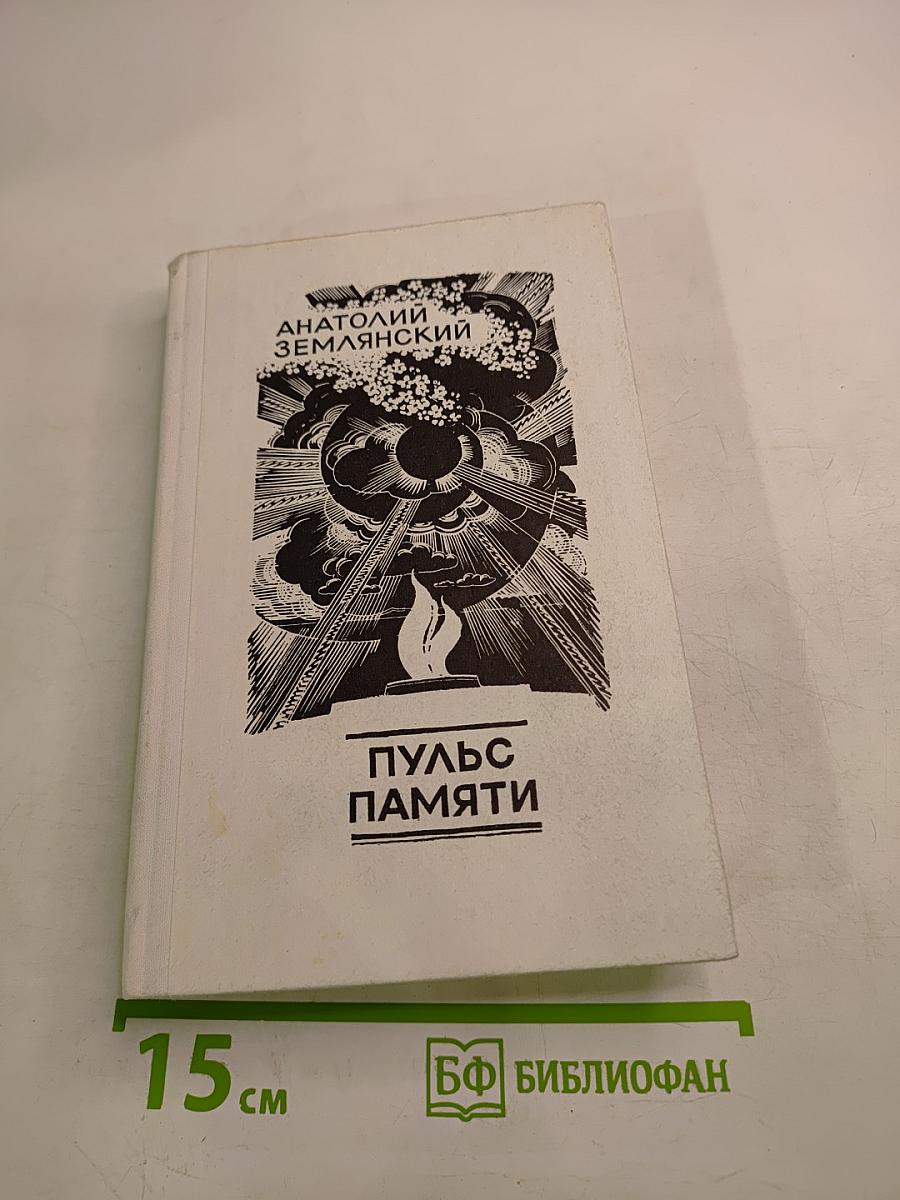 АНАТОЛИЙ
ЗЕМЛЯНСКИЙ
ПУЛЬС
ПАМЯТИ
15 см
БФ БИБЛИОФАН